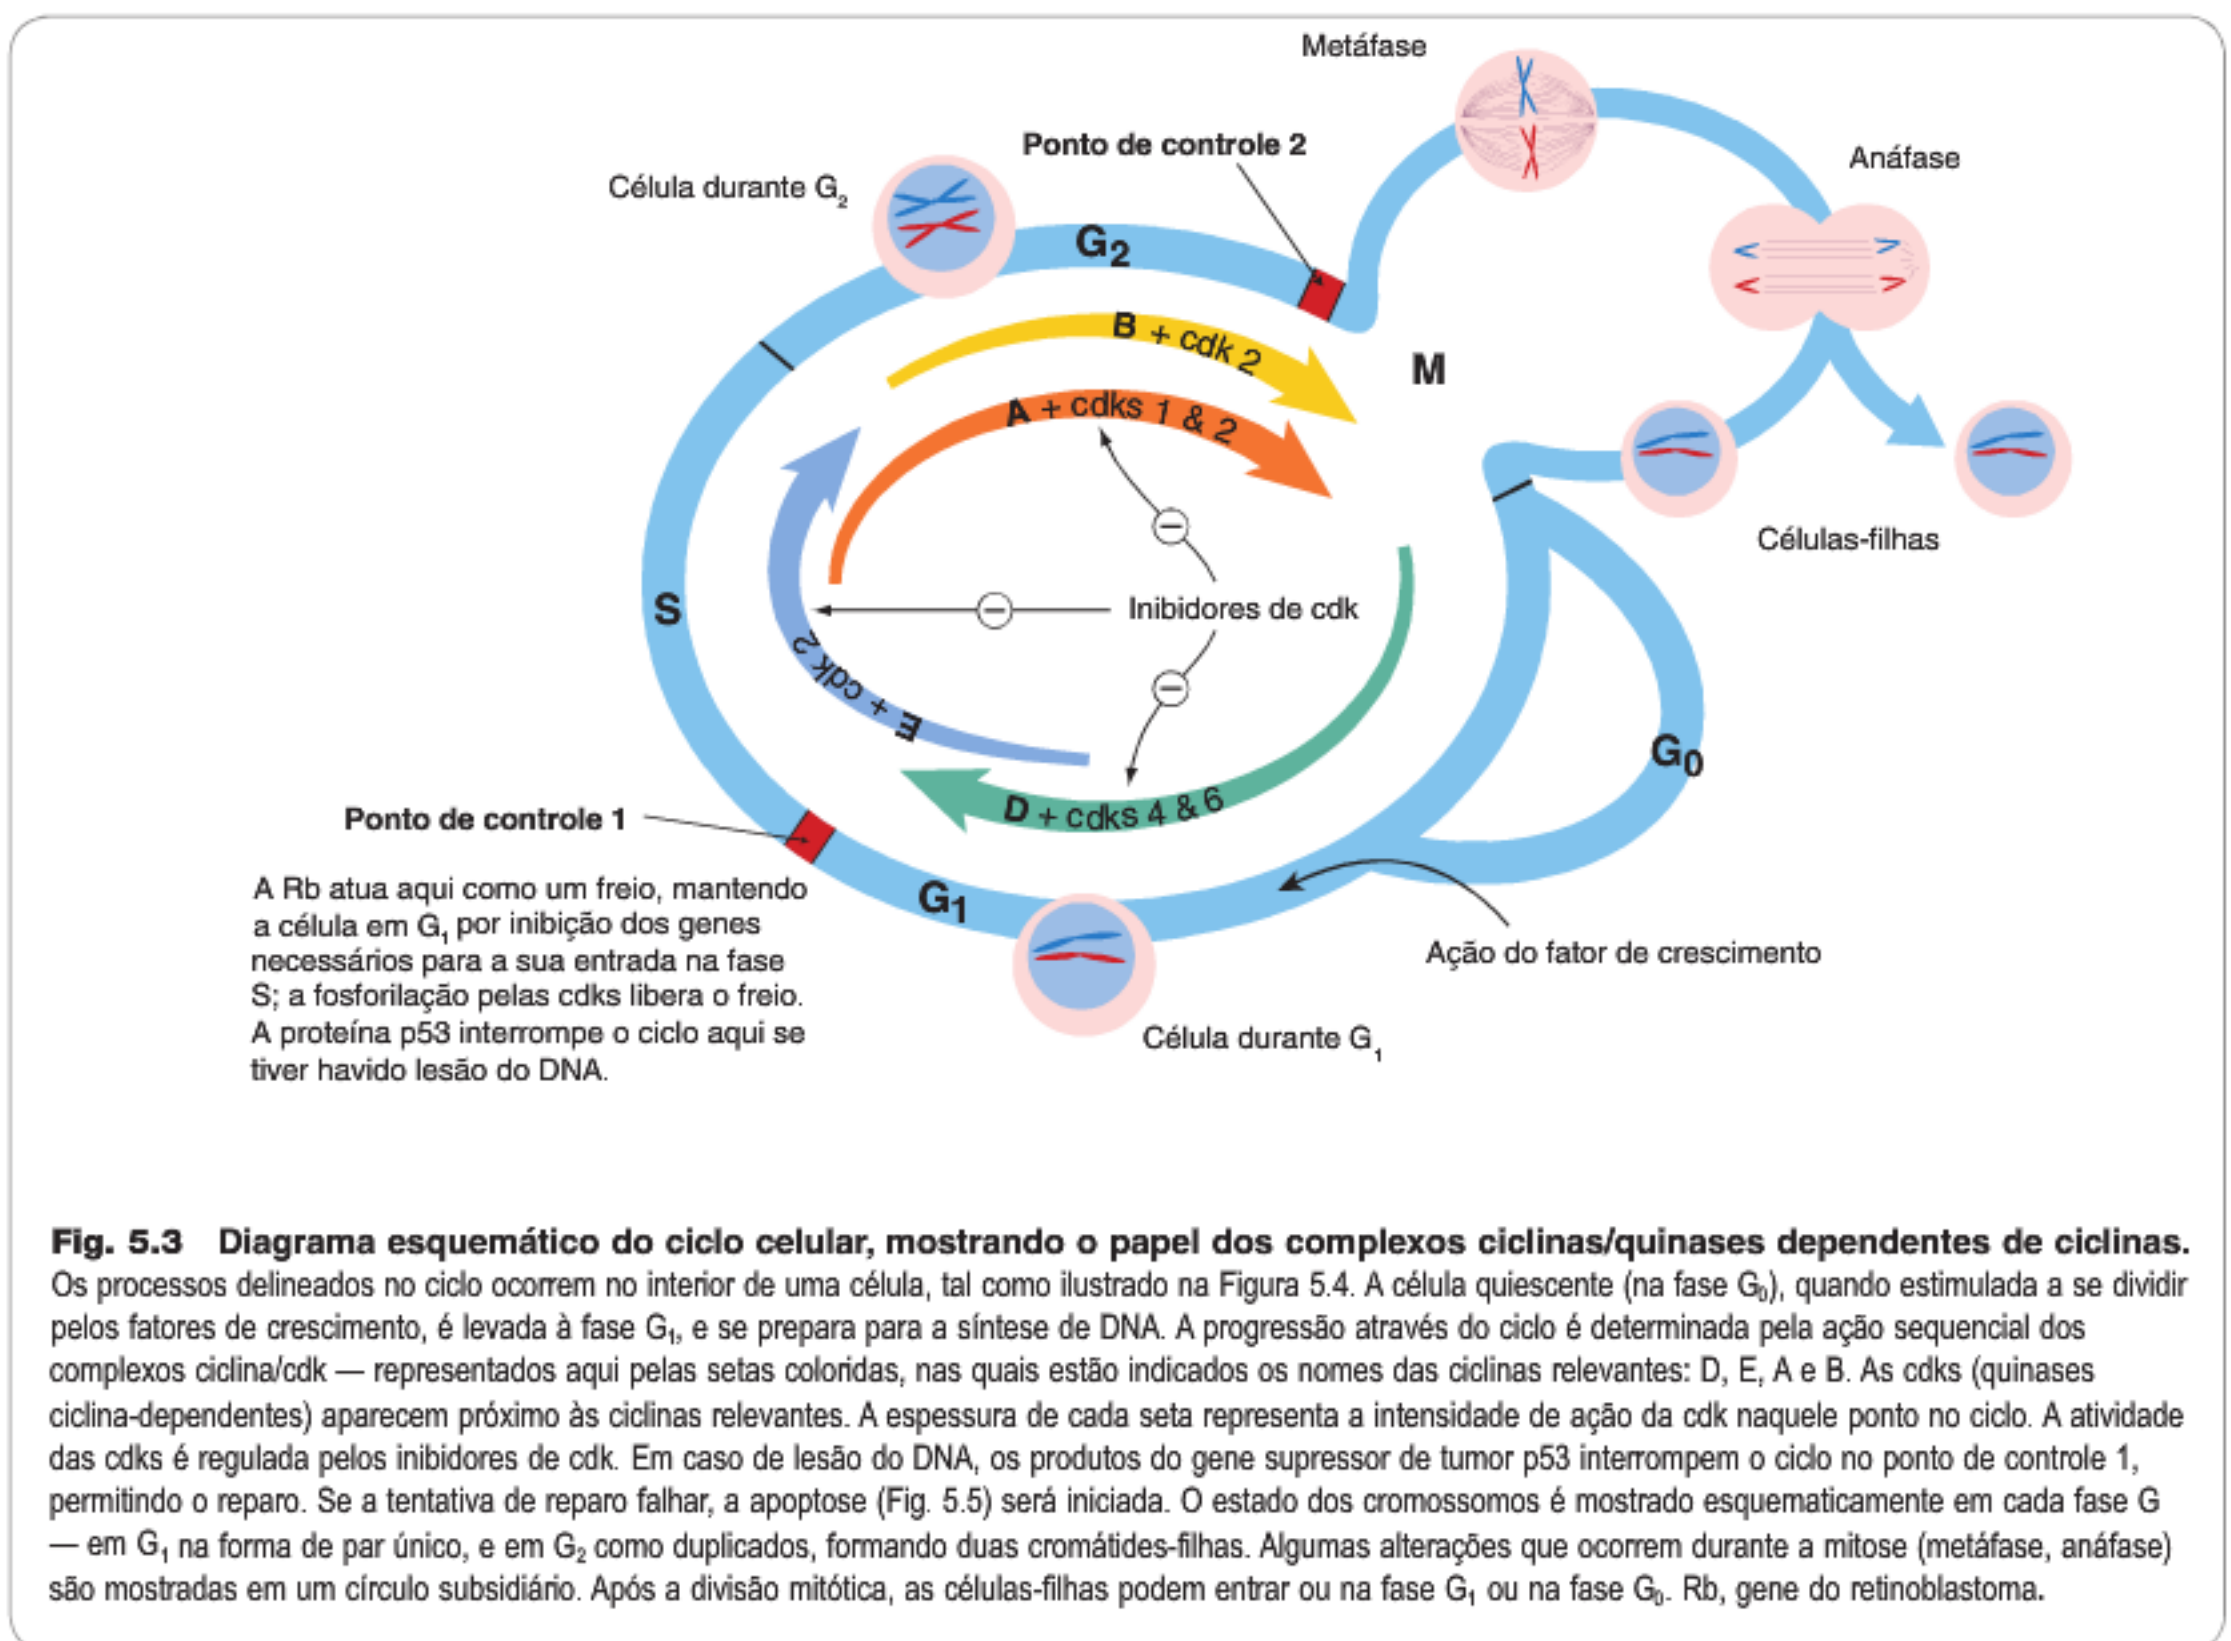 Metáfase
Ponto de controle 2
Anáfase
Célula durante G₂
G₂
B + cdk 2
M
A + cdks 1 & 2
Células-filhas
S
Inibidores de cdk
E + cdk 2
G₀
D + cdks 4 & 6
Ponto de controle 1
A Rb atua aqui como um freio, mantendo
a célula em G₁ por inibição dos genes
necessários para a sua entrada na fase
S; a fosforilação pelas cdks libera o freio.
A proteína p53 interrompe o ciclo aqui se
tiver havido lesão do DNA.
G₁
Ação do fator de crescimento
Célula durante G₁
Fig. 5.3 Diagrama esquemático do ciclo celular, mostrando o papel dos complexos ciclinas/quinases dependentes de ciclinas.
Os processos delineados no ciclo ocorrem no interior de uma célula, tal como ilustrado na Figura 5.4. A célula quiescente (na fase G₀), quando estimulada a se dividir
pelos fatores de crescimento, é levada à fase G₁, e se prepara para a síntese de DNA. A progressão através do ciclo é determinada pela ação sequencial dos
complexos ciclina/cdk — representados aqui pelas setas coloridas, nas quais estão indicados os nomes das ciclinas relevantes: D, E, A e B. As cdks (quinases
ciclina-dependentes) aparecem próximo às ciclinas relevantes. A espessura de cada seta representa a intensidade de ação da cdk naquele ponto no ciclo. A atividade
das cdks é regulada pelos inibidores de cdk. Em caso de lesão do DNA, os produtos do gene supressor de tumor p53 interrompem o ciclo no ponto de controle 1,
permitindo o reparo. Se a tentativa de reparo falhar, a apoptose (Fig. 5.5) será iniciada. O estado dos cromossomos é mostrado esquematicamente em cada fase G
— em G₁ na forma de par único, e em G₂ como duplicados, formando duas cromátides-filhas. Algumas alterações que ocorrem durante a mitose (metáfase, anáfase)
são mostradas em um círculo subsidiário. Após a divisão mitótica, as células-filhas podem entrar ou na fase G₁ ou na fase G₀. Rb, gene do retinoblastoma.